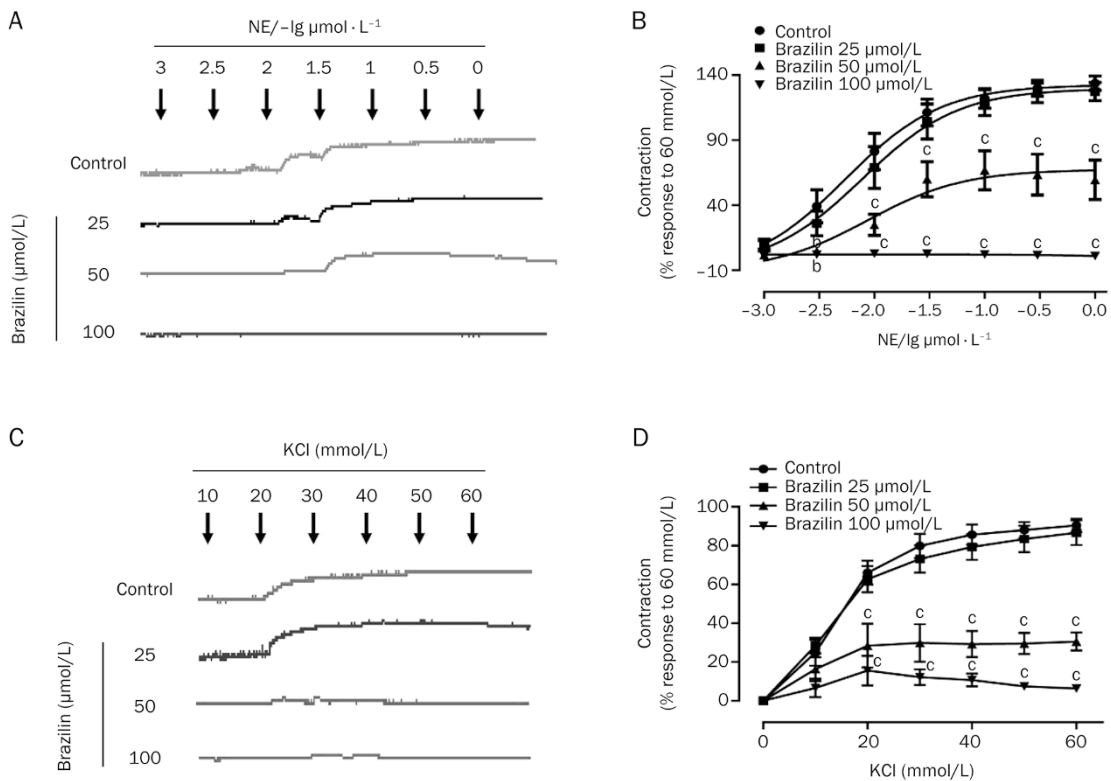 A
NE/–lg μmol · L⁻¹
3 2.5 2 1.5 1 0.5 0
Control
25
50
100
Brazilin (μmol/L)
B
Control
Brazilin 25 μmol/L
Brazilin 50 μmol/L
Brazilin 100 μmol/L
140
90
40
−10
Contraction
(% response to 60 mmol/L)
c c c c
c
b c c c c c
b
−3.0 −2.5 −2.0 −1.5 −1.0 −0.5 0.0
NE/lg μmol · L⁻¹
C
KCl (mmol/L)
10 20 30 40 50 60
Control
25
50
100
Brazilin (μmol/L)
D
Control
Brazilin 25 μmol/L
Brazilin 50 μmol/L
Brazilin 100 μmol/L
100
80
60
40
20
0
Contraction
(% response to 60 mmol/L)
c c c c c
c c c c c
0 20 40 60
KCl (mmol/L)